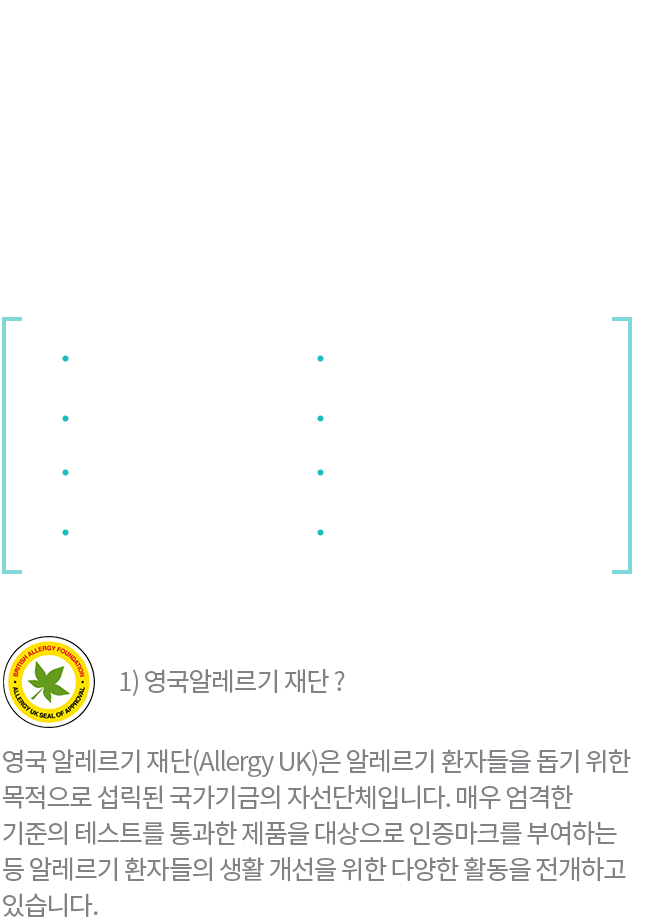 BRITISH ALLERGY FOUNDATION
ALLERGY UK SEAL OF APPROVAL
1) 영국알레르기 재단 ?
영국 알레르기 재단(Allergy UK)은 알레르기 환자들을 돕기 위한
목적으로 섭릭된 국가기금의 자선단체입니다. 매우 엄격한
기준의 테스트를 통과한 제품을 대상으로 인증마크를 부여하는
등 알레르기 환자들의 생활 개선을 위한 다양한 활동을 전개하고
있습니다.